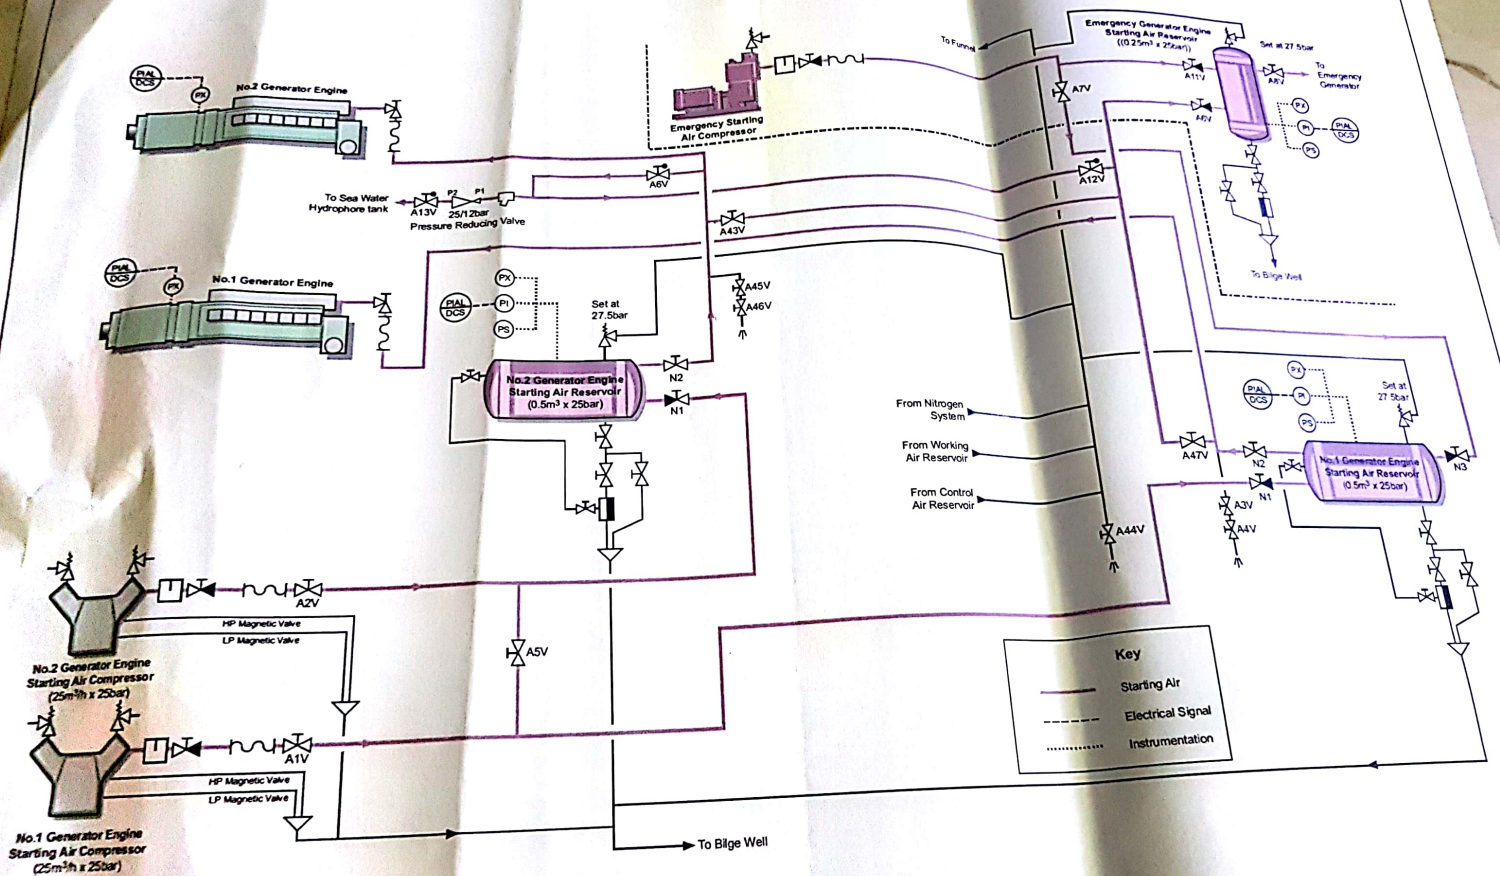 Emergency Generator Engine
Starting Air Reservoir
((0.25m³ x 25bar))
To Funnel
Set at 27.5bar
To
Emergency
Generator
A11V
A8V
A7V
PX
PI
PS
PIAL
DCS
Emergency Starting
Air Compressor
PIAL
DCS
PX
No.2 Generator Engine
A6V
A12V
To Sea Water
Hydrophore tank
A13V
P2
P1
25/12bar
Pressure Reducing Valve
A43V
To Bilge Well
PIAL
DCS
PX
No.1 Generator Engine
PX
PI
PS
PIAL
DCS
Set at
27.5bar
A45V
A46V
N2
N1
No.2 Generator Engine
Starting Air Reservoir
(0.5m³ x 25bar)
From Nitrogen
System
From Working
Air Reservoir
From Control
Air Reservoir
A44V
PX
PI
PS
PIAL
DCS
Set at
27.5bar
A47V
N2
N1
N3
No.1 Generator Engine
Starting Air Reservoir
(0.5m³ x 25bar)
A3V
A4V
A2V
HP Magnetic Valve
LP Magnetic Valve
No.2 Generator Engine
Starting Air Compressor
(25m³/h x 25bar)
A5V
A1V
HP Magnetic Valve
LP Magnetic Valve
No.1 Generator Engine
Starting Air Compressor
(25m³/h x 25bar)
To Bilge Well
Key
Starting Air
Electrical Signal
Instrumentation